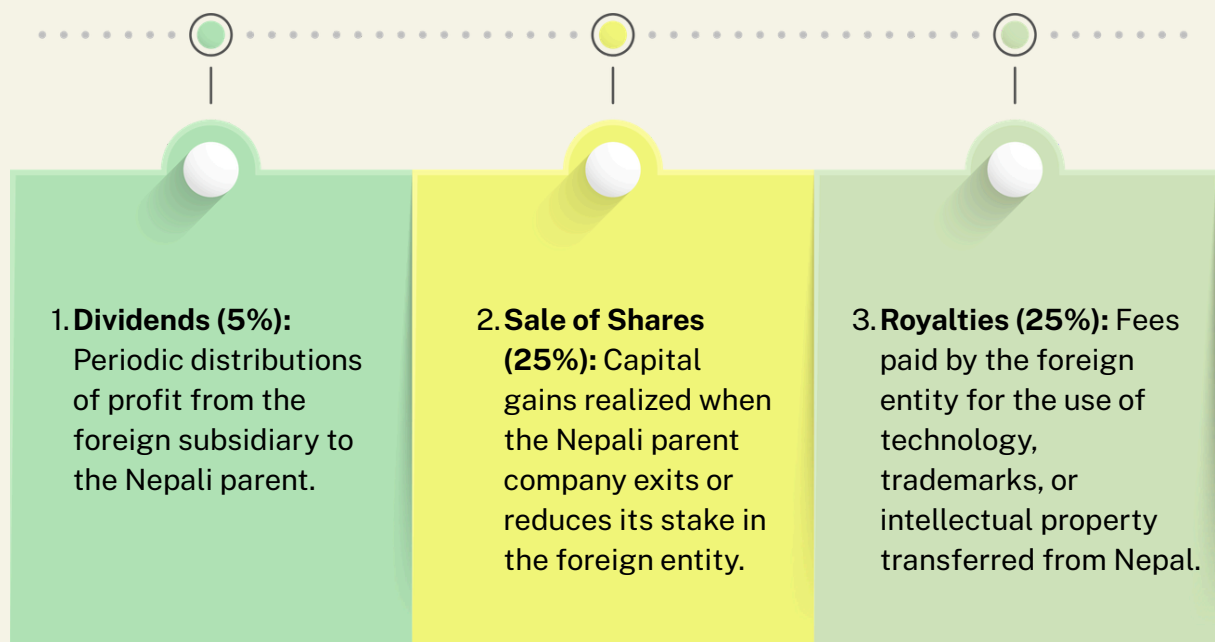 1. Dividends (5%):
Periodic distributions
of profit from the
foreign subsidiary to
the Nepali parent.
2. Sale of Shares
(25%): Capital
gains realized when
the Nepali parent
company exits or
reduces its stake in
the foreign entity.
3. Royalties (25%): Fees
paid by the foreign
entity for the use of
technology,
trademarks, or
intellectual property
transferred from Nepal.